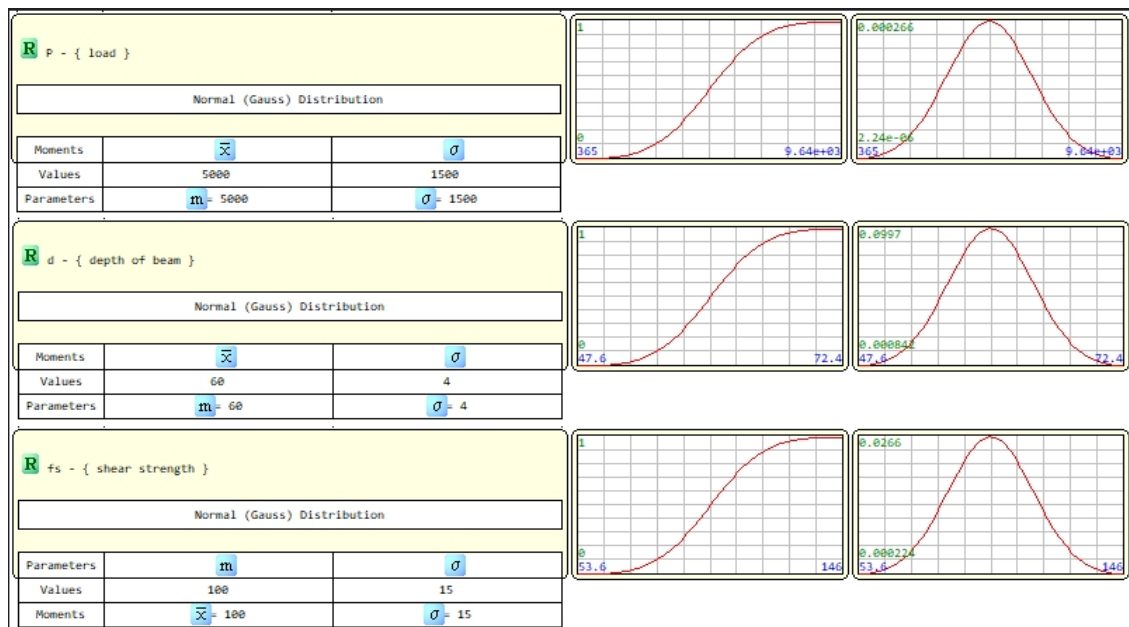 R P - { load }
Normal (Gauss) Distribution
Moments x̅ σ
Values 5000 1500
Parameters m = 5000 σ = 1500
1
0
365 9.64e+03
0.000266
2.24e-06
365 9.64e+03
R d - { depth of beam }
Normal (Gauss) Distribution
Moments x̅ σ
Values 60 4
Parameters m = 60 σ = 4
1
0
47.6 72.4
0.0997
0.000842
47.6 72.4
R fs - { shear strength }
Normal (Gauss) Distribution
Parameters m σ
Values 100 15
Moments x̅ = 100 σ = 15
1
0
53.6 146
0.0266
0.000224
53.6 146